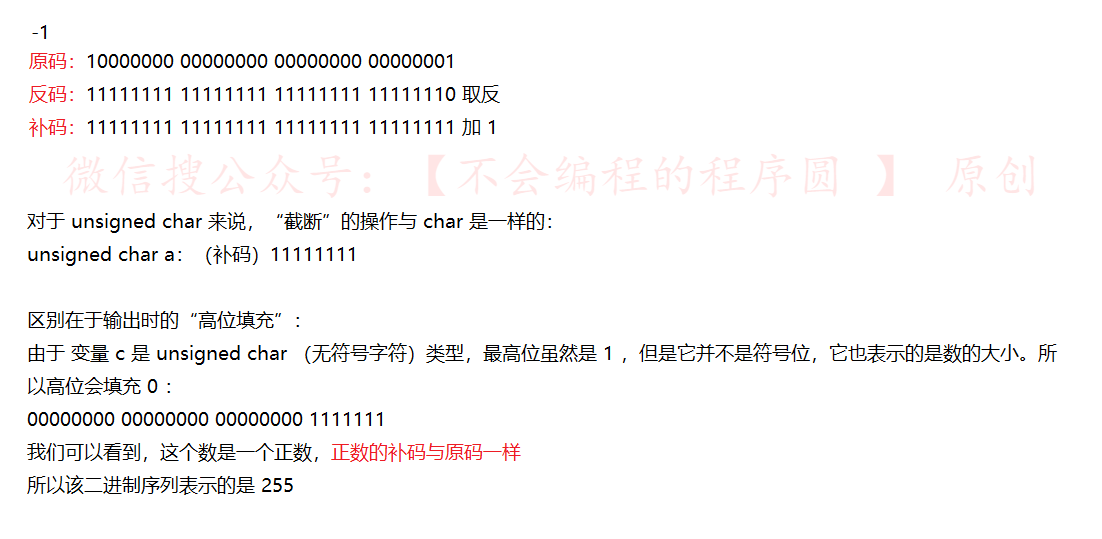 -1
原码：10000000 00000000 00000000 00000001
反码：11111111 11111111 11111111 11111110 取反
补码：11111111 11111111 11111111 11111111 加 1
微信搜公众号：【不会编程的程序圆 】 原创
对于 unsigned char 来说，“截断”的操作与 char 是一样的：
unsigned char a：（补码）11111111
区别在于输出时的“高位填充”：
由于 变量 c 是 unsigned char （无符号字符）类型，最高位虽然是 1 ，但是它并不是符号位，它也表示的是数的大小。所
以高位会填充 0 ：
00000000 00000000 00000000 1111111
我们可以看到，这个数是一个正数，正数的补码与原码一样
所以该二进制序列表示的是 255